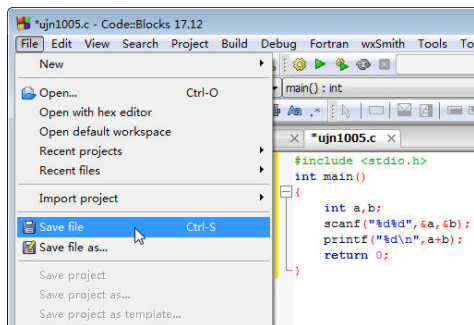 *ujn1005.c - Code::Blocks 17.12
File Edit View Search Project Build Debug Fortran wxSmith Tools
New
Open... Ctrl-O
Open with hex editor
Open default workspace
Recent projects
Recent files
Import project
Save file Ctrl-S
Save file as...
Save project
Save project as...
Save project as template...
main() : int
*ujn1005.c
#include <stdio.h>
int main()
{
int a,b;
scanf("%d%d",&a,&b);
printf("%d\n",a+b);
return 0;
}